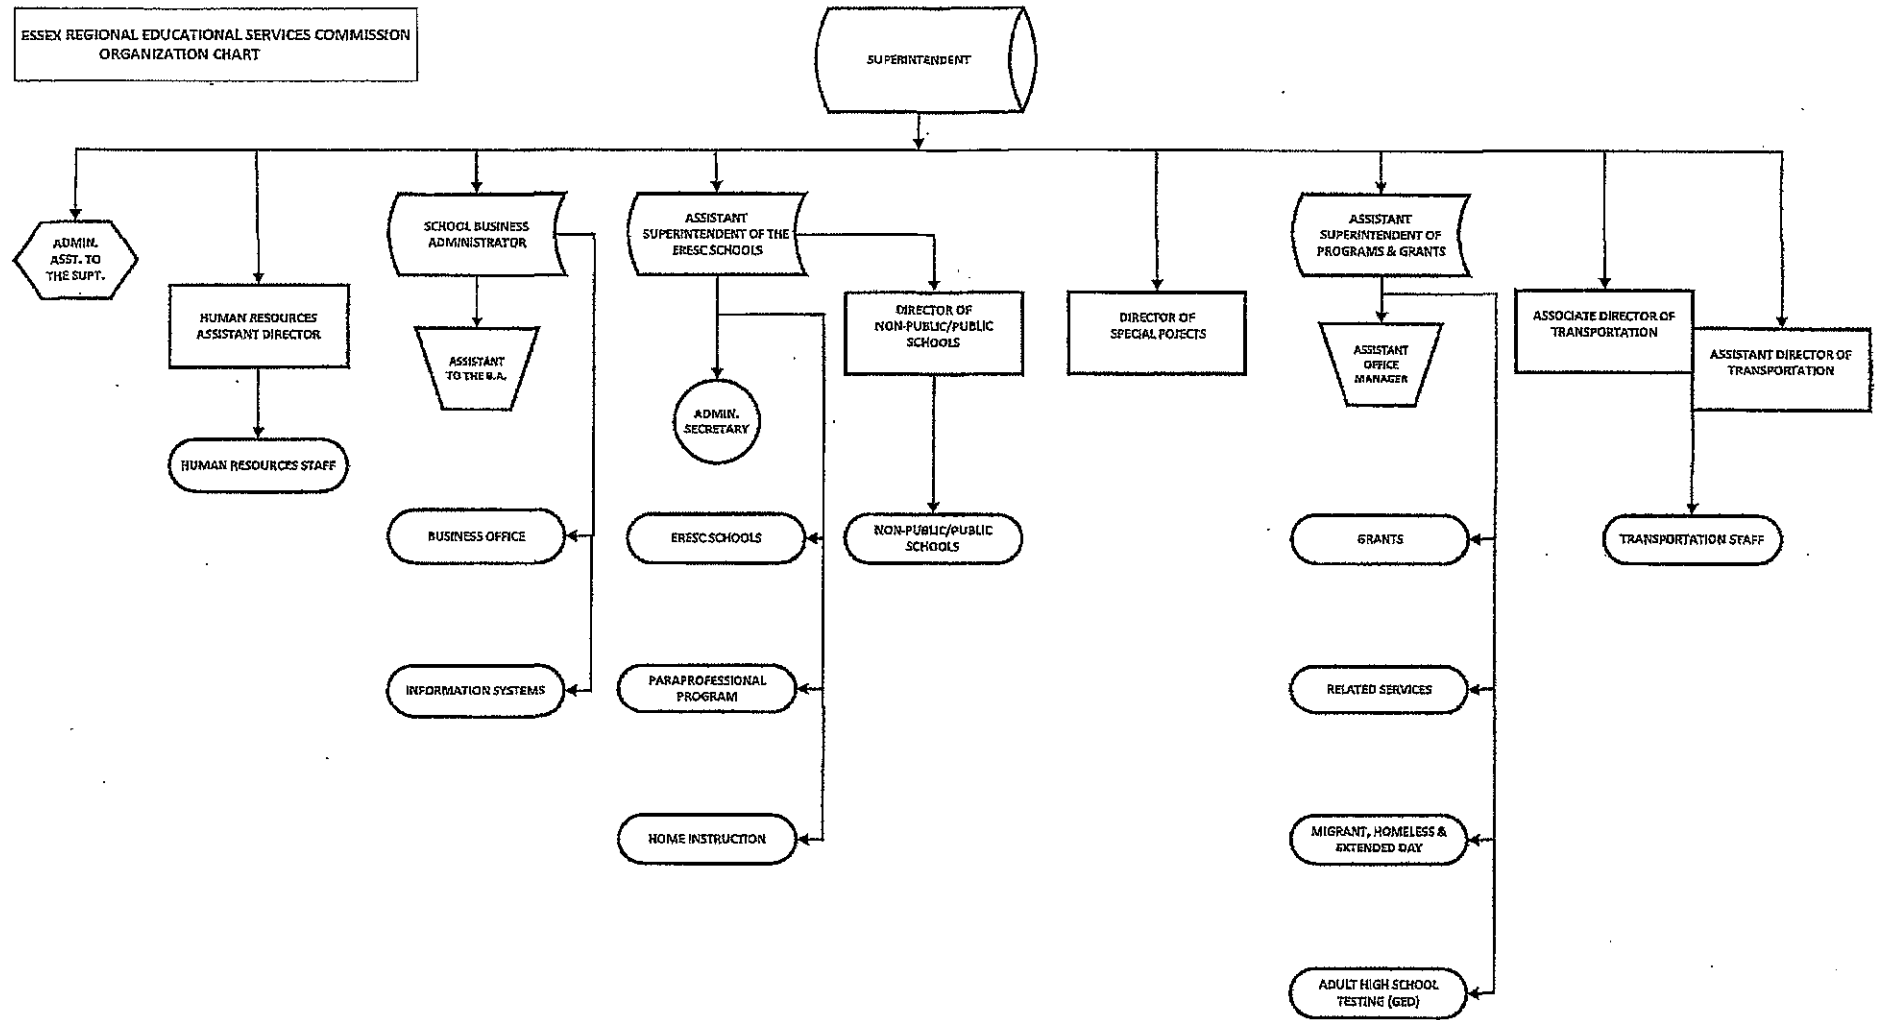 ESSEX REGIONAL EDUCATIONAL SERVICES COMMISSION
ORGANIZATION CHART
SUPERINTENDENT
ADMIN.
ASST. TO
THE SUPT.
HUMAN RESOURCES
ASSISTANT DIRECTOR
HUMAN RESOURCES STAFF
SCHOOL BUSINESS
ADMINISTRATOR
ASSISTANT
TO THE B.A.
BUSINESS OFFICE
INFORMATION SYSTEMS
ASSISTANT
SUPERINTENDENT OF THE
ERESC SCHOOLS
ADMIN.
SECRETARY
ERESC SCHOOLS
PARAPROFESSIONAL
PROGRAM
HOME INSTRUCTION
DIRECTOR OF
NON-PUBLIC/PUBLIC
SCHOOLS
NON-PUBLIC/PUBLIC
SCHOOLS
DIRECTOR OF
SPECIAL POJECTS
ASSISTANT
SUPERINTENDENT OF
PROGRAMS & GRANTS
ASSISTANT
OFFICE
MANAGER
GRANTS
RELATED SERVICES
MIGRANT, HOMELESS &
EXTENDED DAY
ADULT HIGH SCHOOL
TESTING (GED)
ASSOCIATE DIRECTOR OF
TRANSPORTATION
ASSISTANT DIRECTOR OF
TRANSPORTATION
TRANSPORTATION STAFF